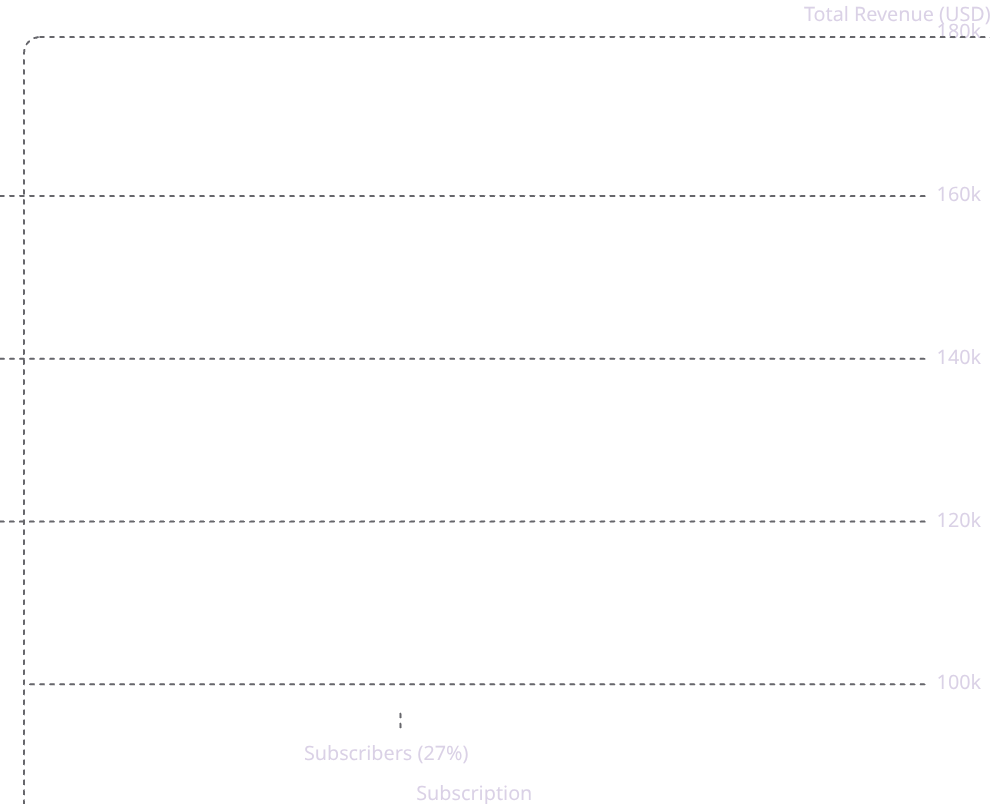 Total Revenue (USD)
180k
160k
140k
120k
100k
Subscribers (27%)
Subscription